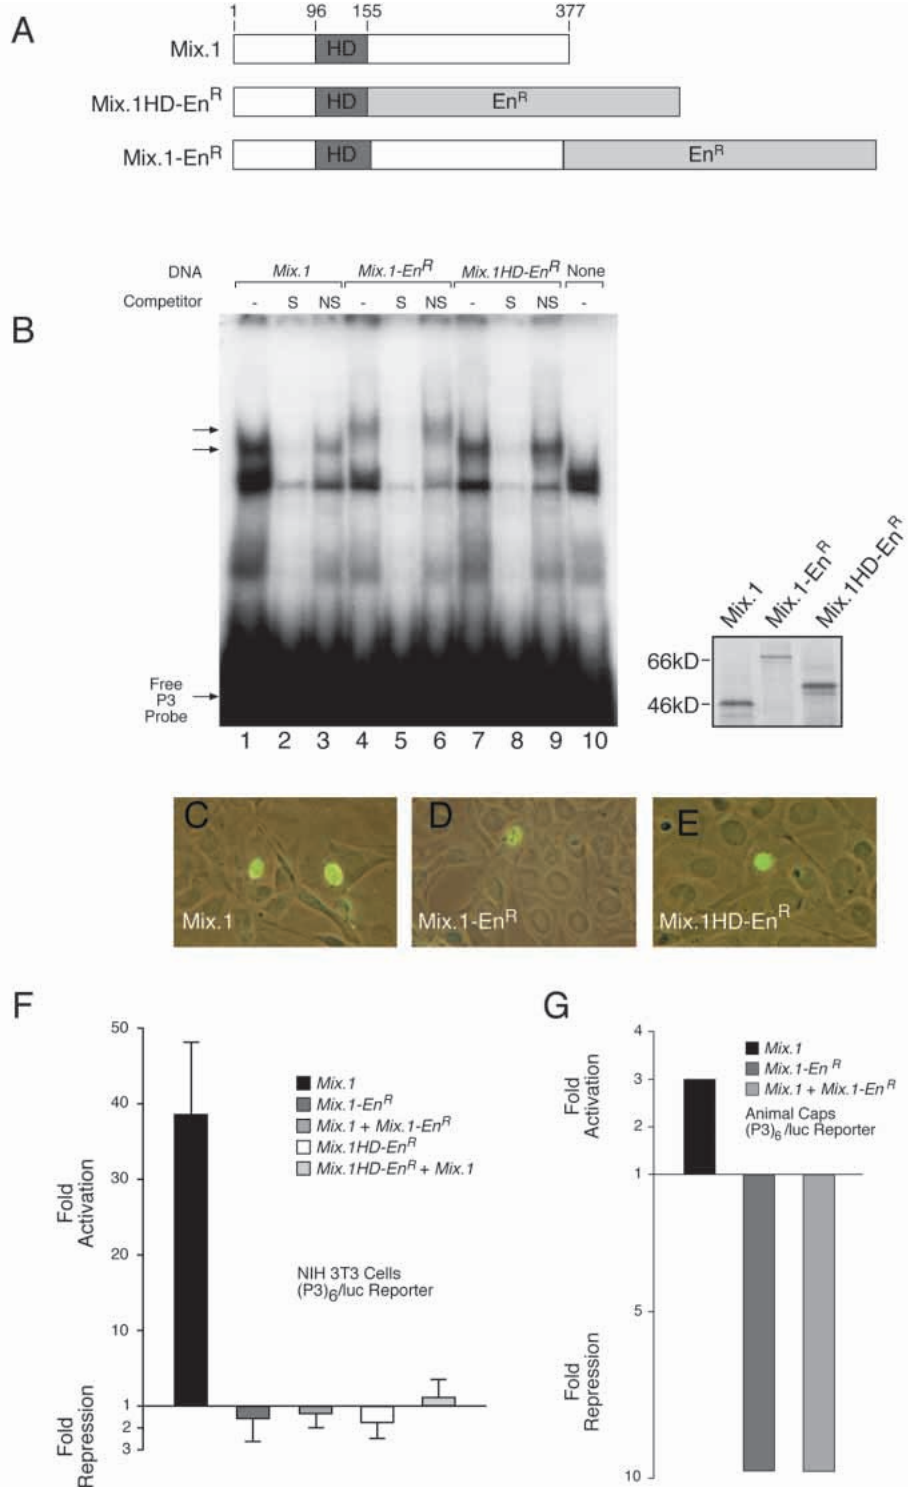 A
1 96 155 377
Mix.1 HD
Mix.1HD-EnR HD EnR
Mix.1-EnR HD EnR
B
DNA Mix.1 Mix.1-EnR Mix.1HD-EnR None
Competitor - S NS - S NS - S NS -
Free
P3
Probe
1 2 3 4 5 6 7 8 9 10
Mix.1 Mix.1-EnR Mix.1HD-EnR
66kD
46kD
C
Mix.1
D
Mix.1-EnR
E
Mix.1HD-EnR
F
Fold
Activation
Fold
Repression
50
40
30
20
10
1
2
3
Mix.1
Mix.1-EnR
Mix.1 + Mix.1-EnR
Mix.1HD-EnR
Mix.1HD-EnR + Mix.1
NIH 3T3 Cells
(P3)6/luc Reporter
G
Fold
Activation
Fold
Repression
4
3
2
1
5
10
Mix.1
Mix.1-En R
Mix.1 + Mix.1-EnR
Animal Caps
(P3)6/luc Reporter